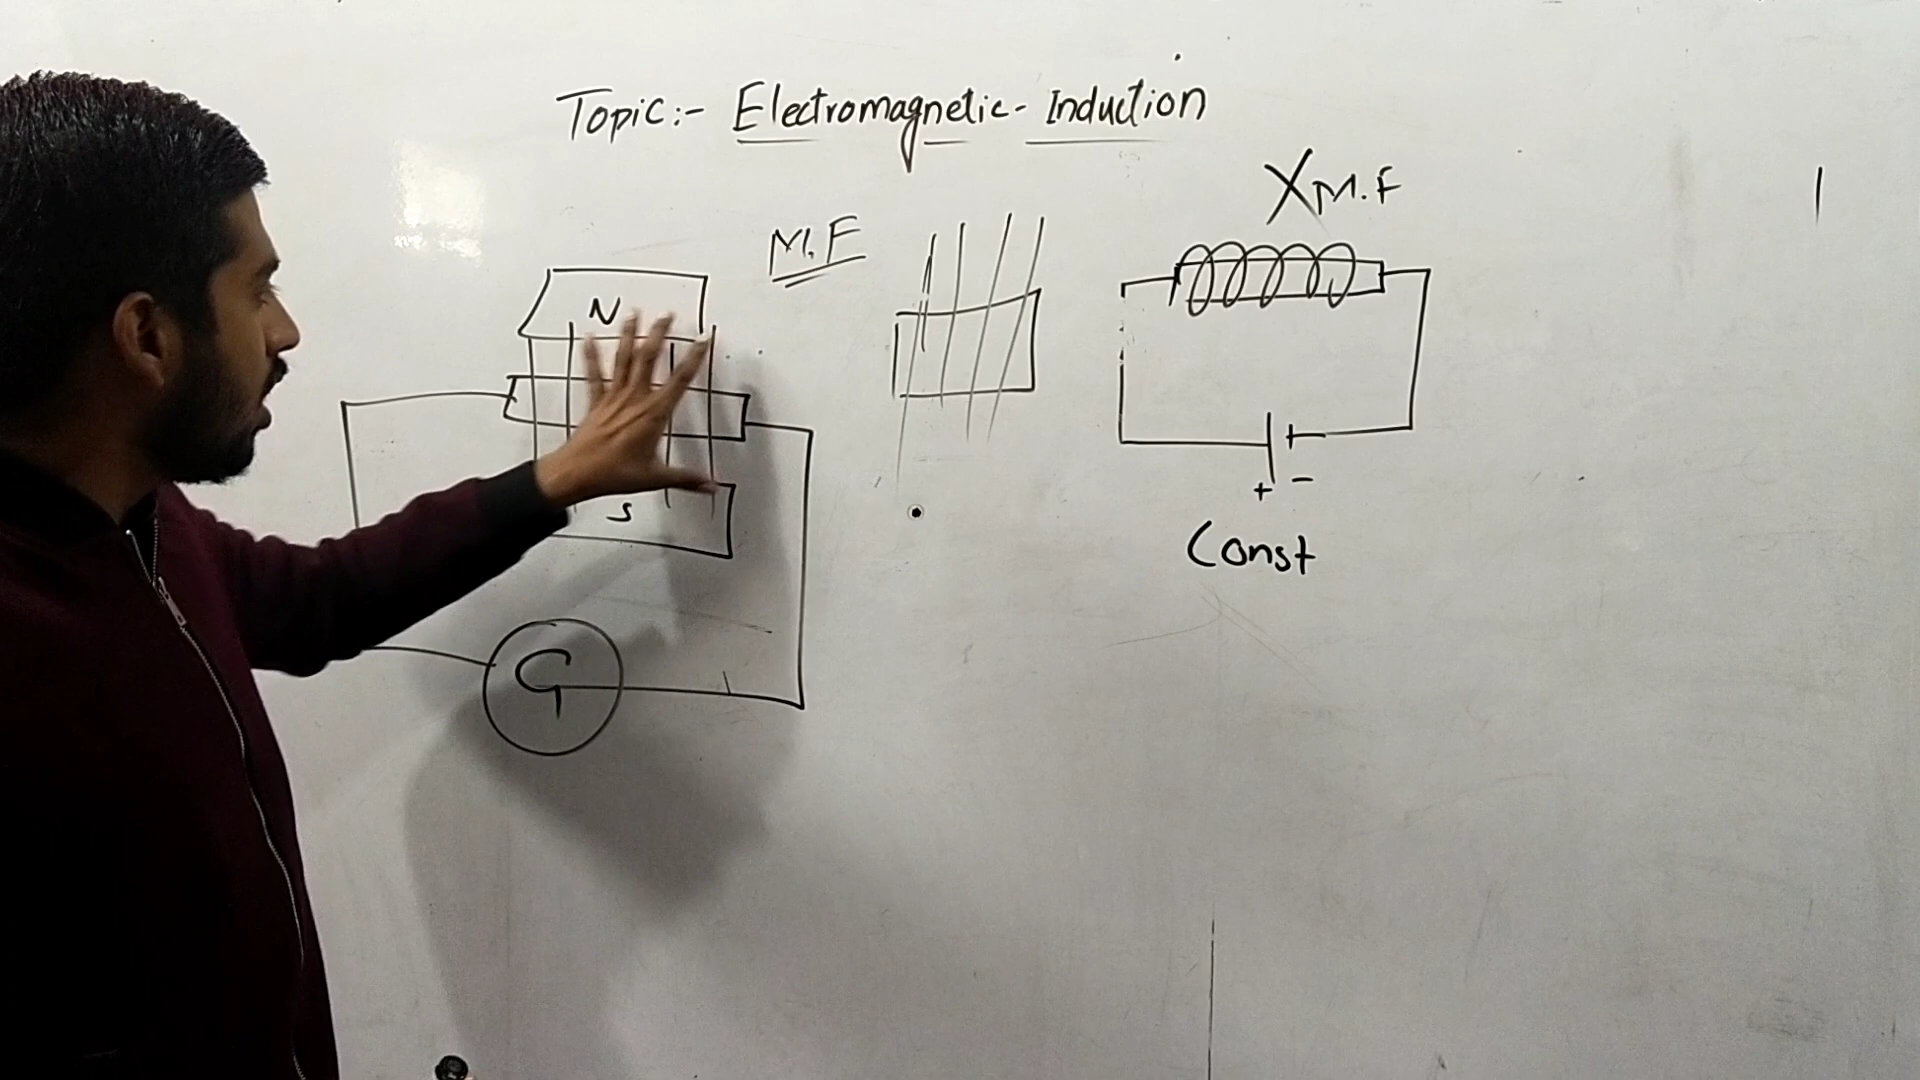 Topic:- Electromagnetic- Induction
X M.F
M.F
N
S
+ -
Const
G